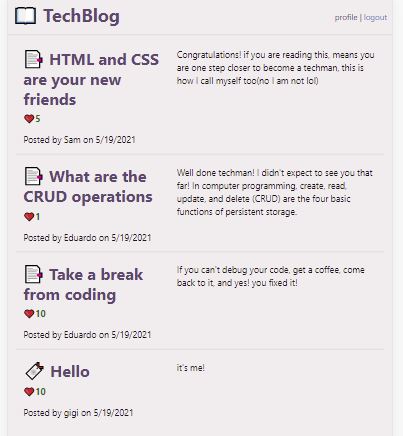 TechBlog
profile | logout
HTML and CSS
are your new
friends
5
Posted by Sam on 5/19/2021
Congratulations! if you are reading this, means you
are one step closer to become a techman, this is
how I call myself too(no I am not lol)
What are the
CRUD operations
1
Posted by Eduardo on 5/19/2021
Well done techman! I didn't expect to see you that
far! In computer programming, create, read,
update, and delete (CRUD) are the four basic
functions of persistent storage.
Take a break
from coding
10
Posted by Eduardo on 5/19/2021
If you can't debug your code, get a coffee, come
back to it, and yes! you fixed it!
Hello
10
Posted by gigi on 5/19/2021
it's me!